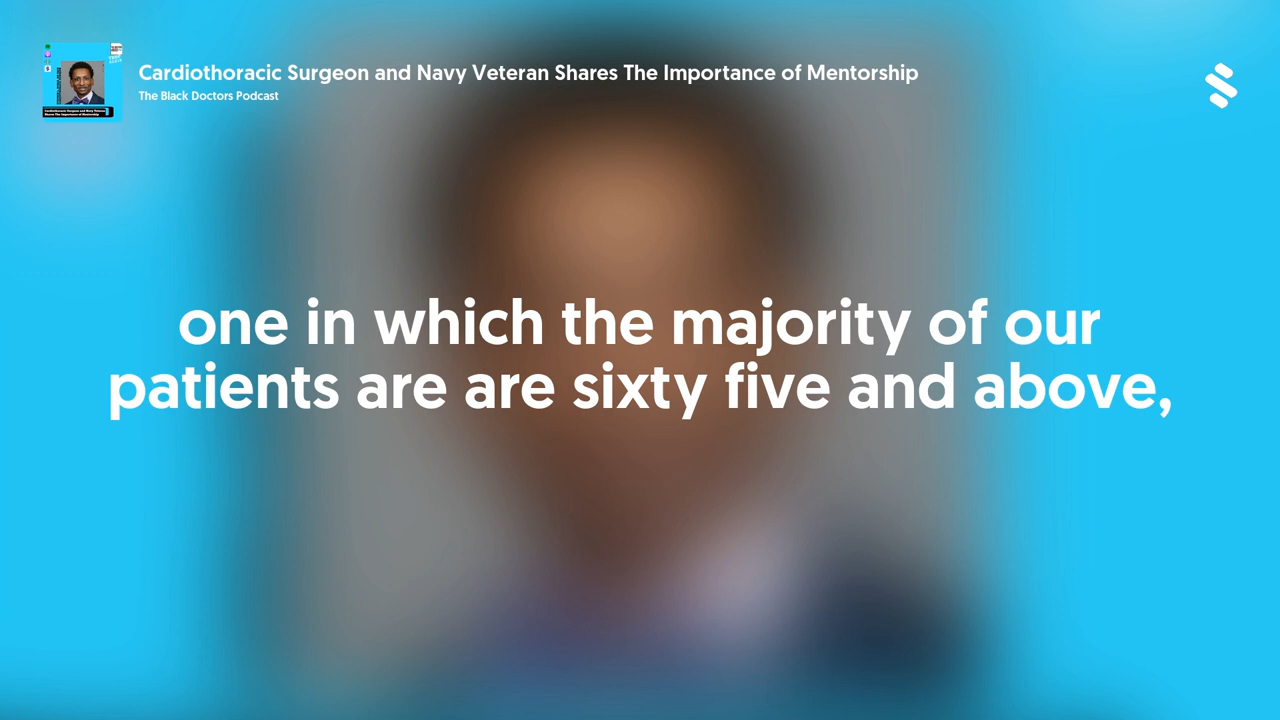 Cardiothoracic Surgeon and Navy Veteran Shares The Importance of Mentorship
The Black Doctors Podcast
one in which the majority of our
patients are are sixty five and above,